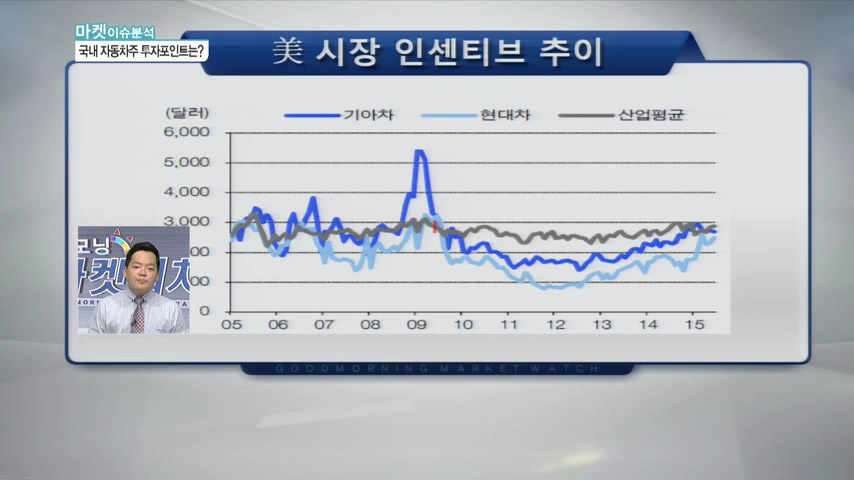 마켓이슈분석
국내 자동차주 투자포인트는?
美 시장 인센티브 추이
(달러)
기아차 현대차 산업평균
6,000
5,000
4,000
3,000
0
05 06 07 08 09 10 11 12 13 14 15
모닝
GOODMORNING MARKET WATCH